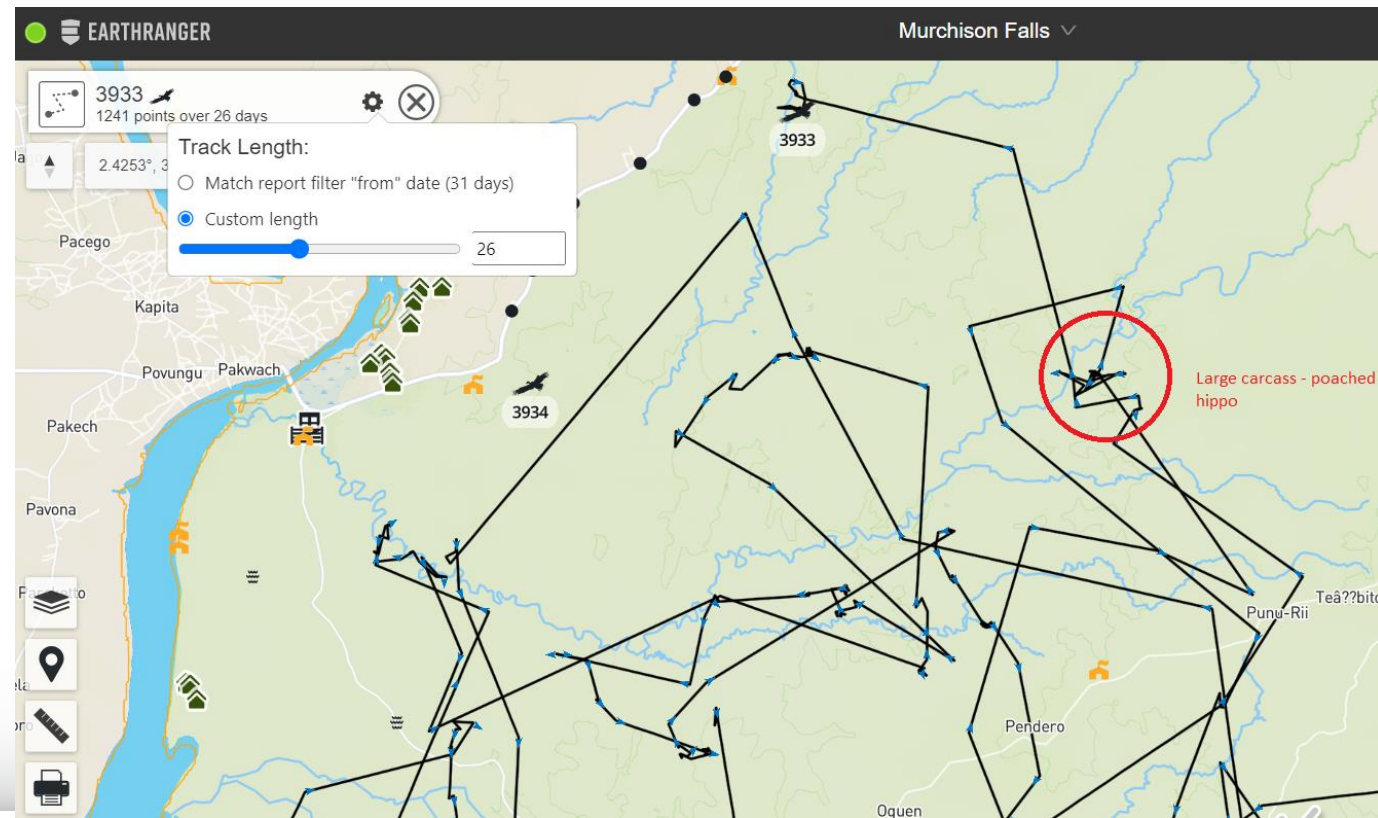 EARTHRANGER
Murchison Falls
3933
1241 points over 26 days
Track Length:
Match report filter "from" date (31 days)
Custom length
26
2.4253°, 3
3933
Pacego
Kapita
Povungu
Pakwach
3934
Pakech
Large carcass - poached
hippo
Pavona
Teâ??bito
Punu-Rii
Pendero
Oguen